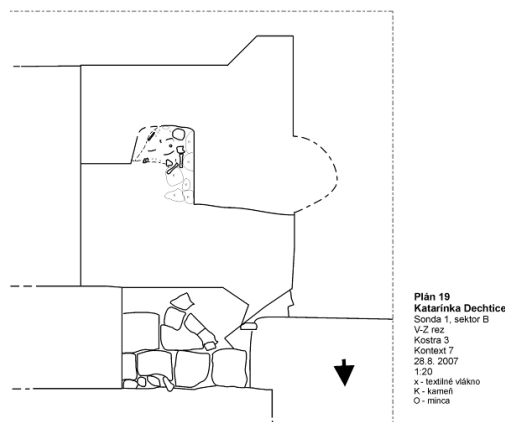 Plán 19
Katarínka Dechtice
Sonda 1, sektor B
V-Z rez
Kostra 3
Kontext 7
28.8. 2007
1:20
x - textilné vlákno
K - kameň
O - minca